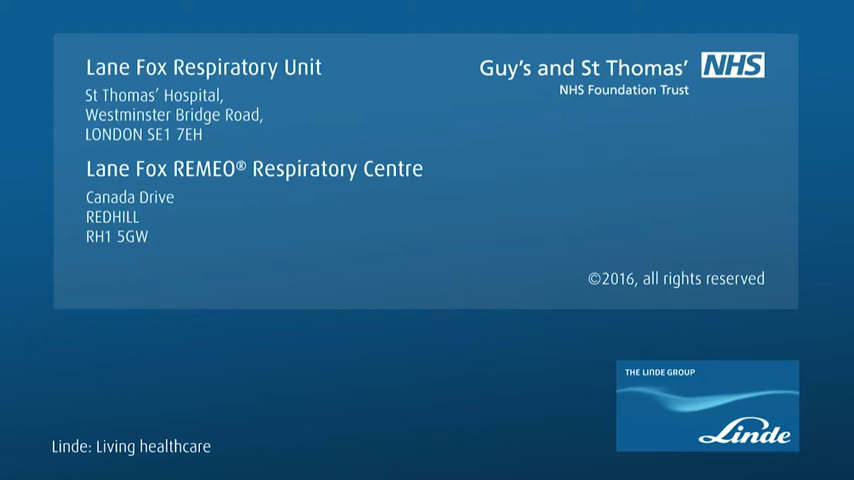 Lane Fox Respiratory Unit
St Thomas' Hospital,
Westminster Bridge Road,
LONDON SE1 7EH
Lane Fox REMEO® Respiratory Centre
Canada Drive
REDHILL
RH1 5GW
Guy's and St Thomas' NHS
NHS Foundation Trust
©2016, all rights reserved
THE LINDE GROUP
Linde
Linde: Living healthcare